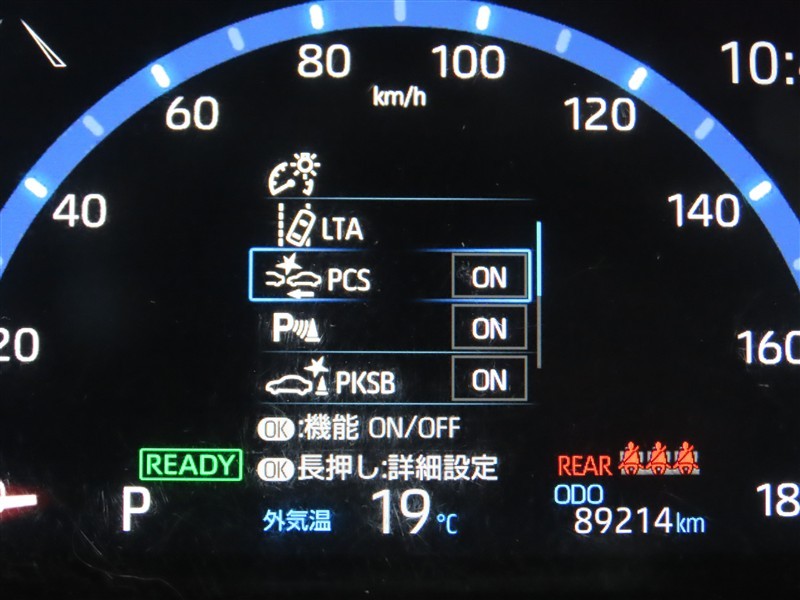 80 100
km/h
10:
60 120
40 140
LTA
PCS ON
20 160
P ON
PKSB ON
OK:機能 ON/OFF
READY
OK長押し:詳細設定
REAR
P
外気温 19℃
ODO
89214km
18